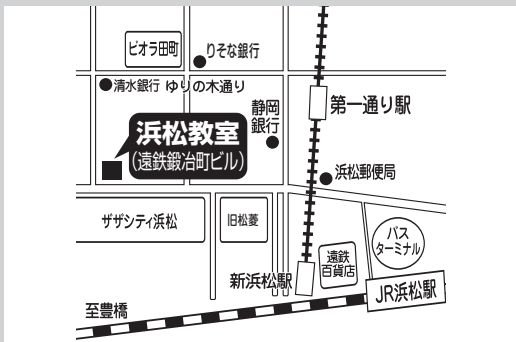 ビオラ田町
りそな銀行
清水銀行
ゆりの木通り
静岡
銀行
第一通り駅
浜松教室
(遠鉄鍛冶町ビル)
浜松郵便局
ザザシティ浜松
旧松菱
バス
ターミナル
遠鉄
百貨店
新浜松駅
JR浜松駅
至豊橋